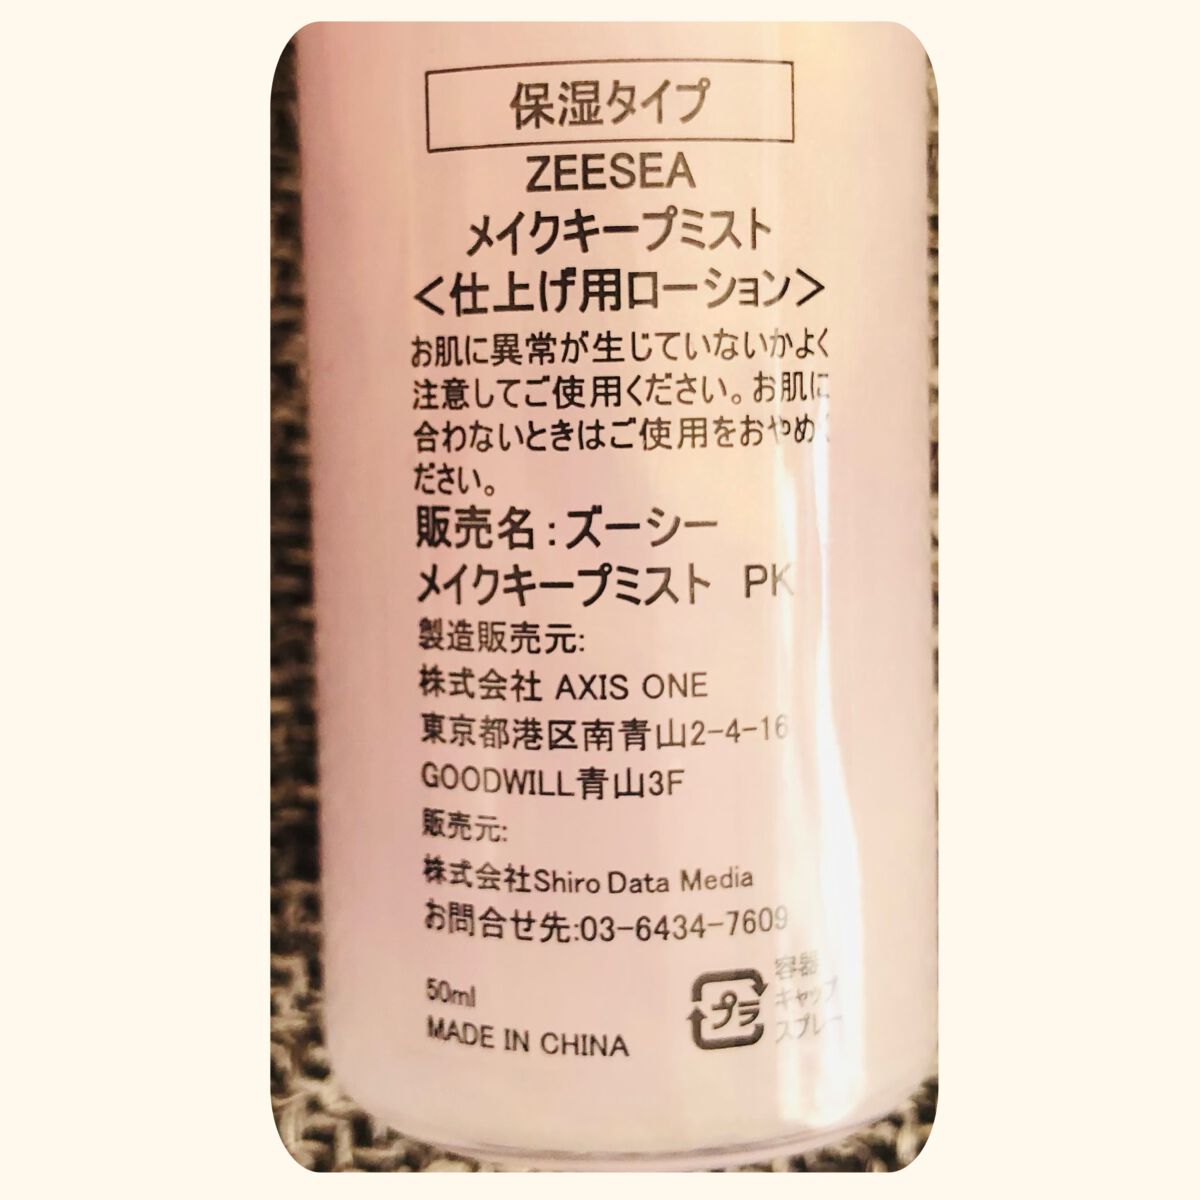 保湿タイプ
ZEESEA
メイクキープミスト
<仕上げ用ローション>
お肌に異常が生じていないかよく
注意してご使用ください。お肌に
合わないときはご使用をおやめく
ださい。
販売名:ズーシー
メイクキープミスト PK
製造販売元:
株式会社 AXIS ONE
東京都港区南青山2-4-16
GOODWILL青山3F
販売元:
株式会社Shiro Data Media
お問合せ先:03-6434-7609
50ml
MADE IN CHINA
プラ
容器
キャップ
スプレー